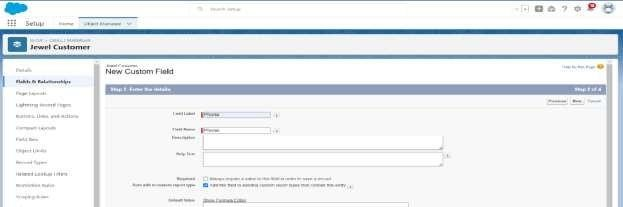 Search Setup
Setup
Home
Object Manager
SETUP > OBJECT MANAGER
Jewel Customer
Details
Fields & Relationships
Page Layouts
Lightning Record Pages
Buttons, Links, and Actions
Compact Layouts
Field Sets
Object Limits
Record Types
Related Lookup Filters
Restriction Rules
Scoping Rules
Jewel Customer
New Custom Field
Help for this Page
Step 2. Enter the details
Step 2 of 4
Previous
Next
Cancel
Field Label
Phone
Field Name
Phone
Description
Help Text
Required
Always require a value in this field in order to save a record
Auto add to custom report type
Add this field to existing custom report types that contain this entity
Default Value
Show Formula Editor